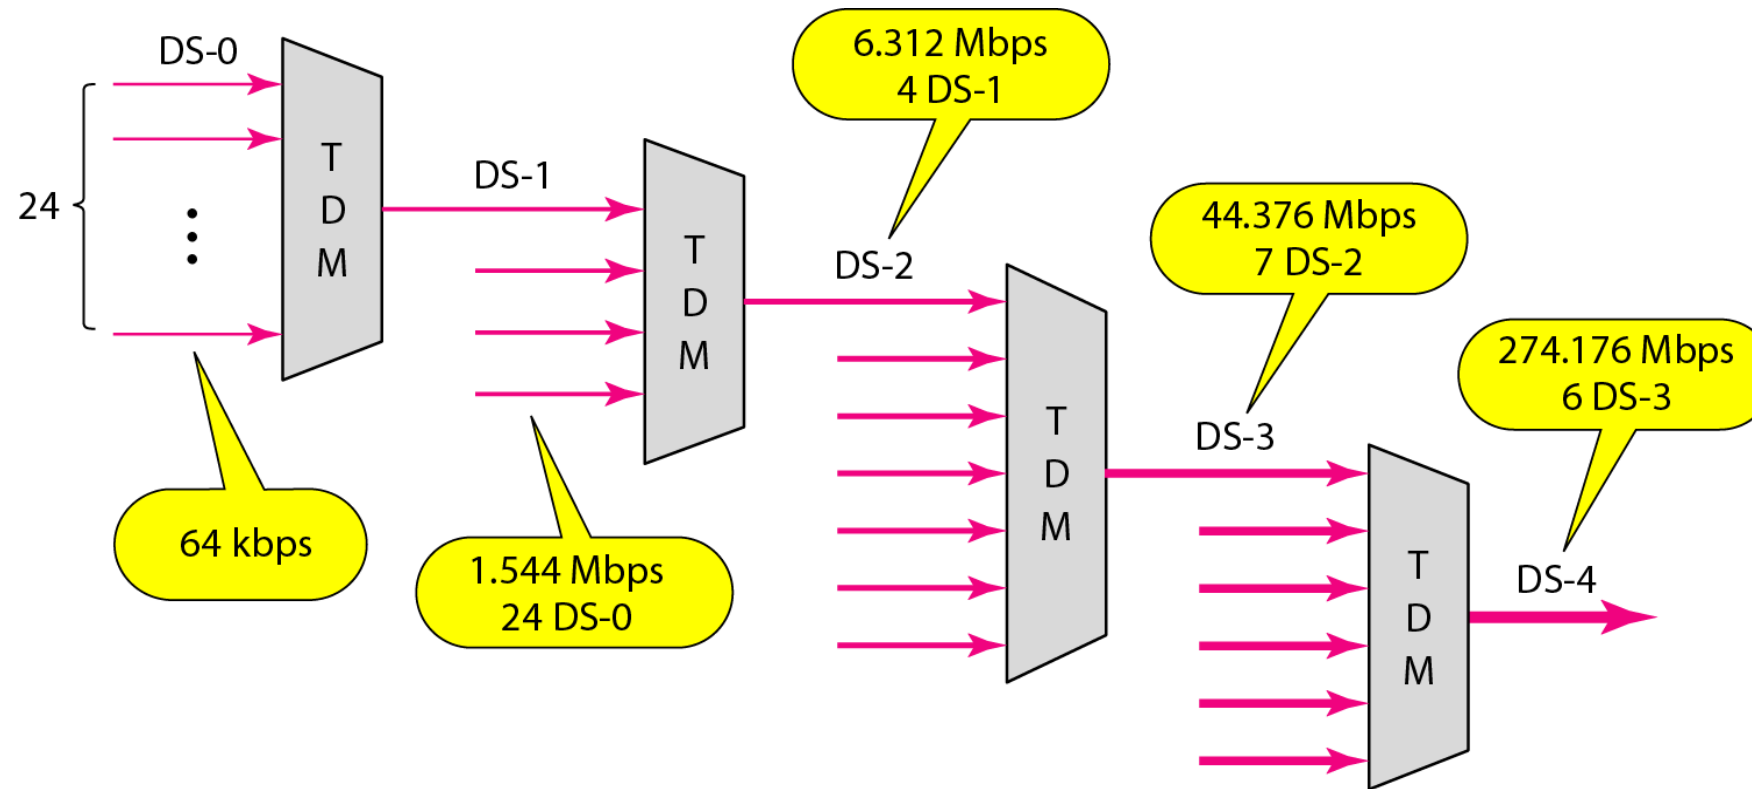 DS-0
24
T
D
M
64 kbps
DS-1
1.544 Mbps
24 DS-0
T
D
M
6.312 Mbps
4 DS-1
DS-2
T
D
M
44.376 Mbps
7 DS-2
DS-3
T
D
M
274.176 Mbps
6 DS-3
DS-4